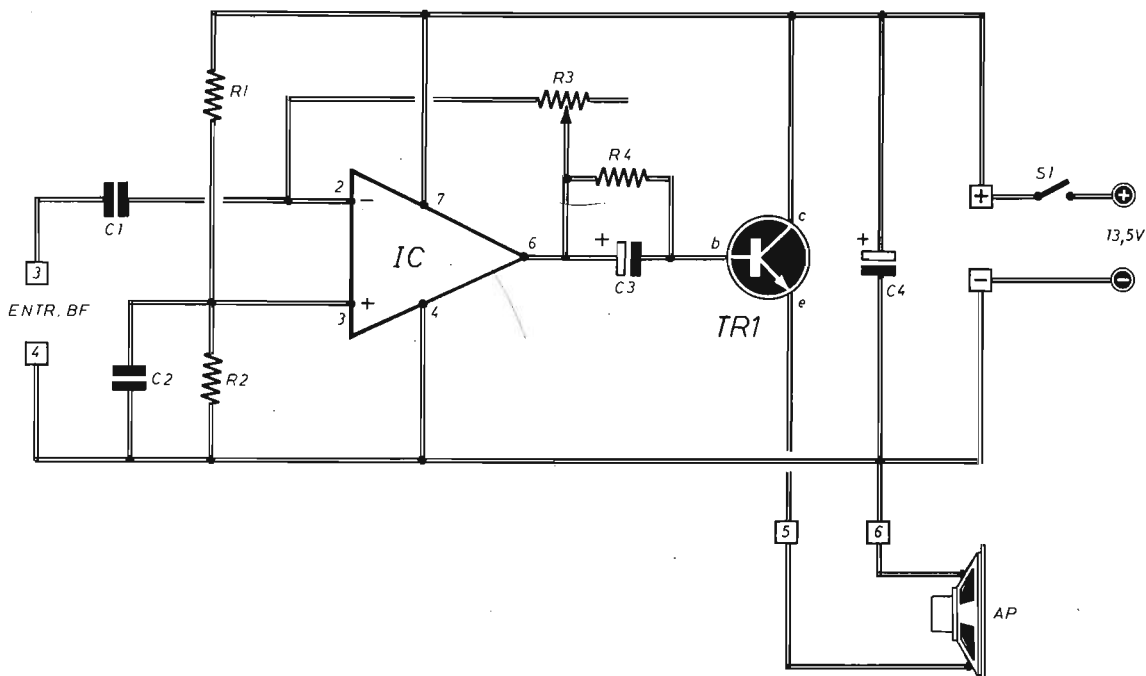 R1
R3
R4
S1
+
+
13,5V
-
-
2
-
7
C1
IC
6
+
C3
b
c
e
TR1
+
C4
3
ENTR. BF
4
+
3
4
C2
R2
5
6
AP